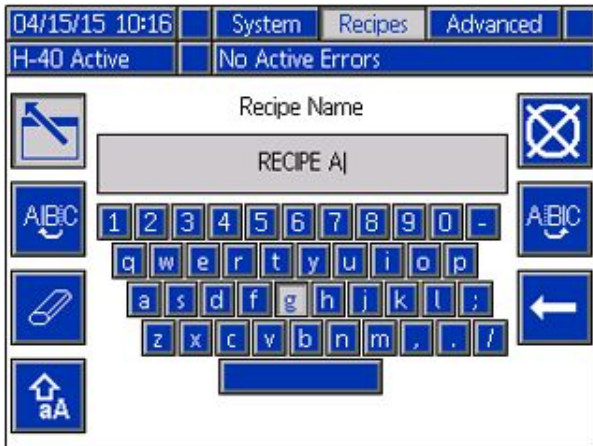 04/15/15 10:16 System Recipes Advanced
H-40 Active No Active Errors
Recipe Name
RECIPE A
A B C
A B C
1 2 3 4 5 6 7 8 9 0 -
q w e r t y u i o p
a s d f g h j k l ;
z x c v b n m , . /
aA